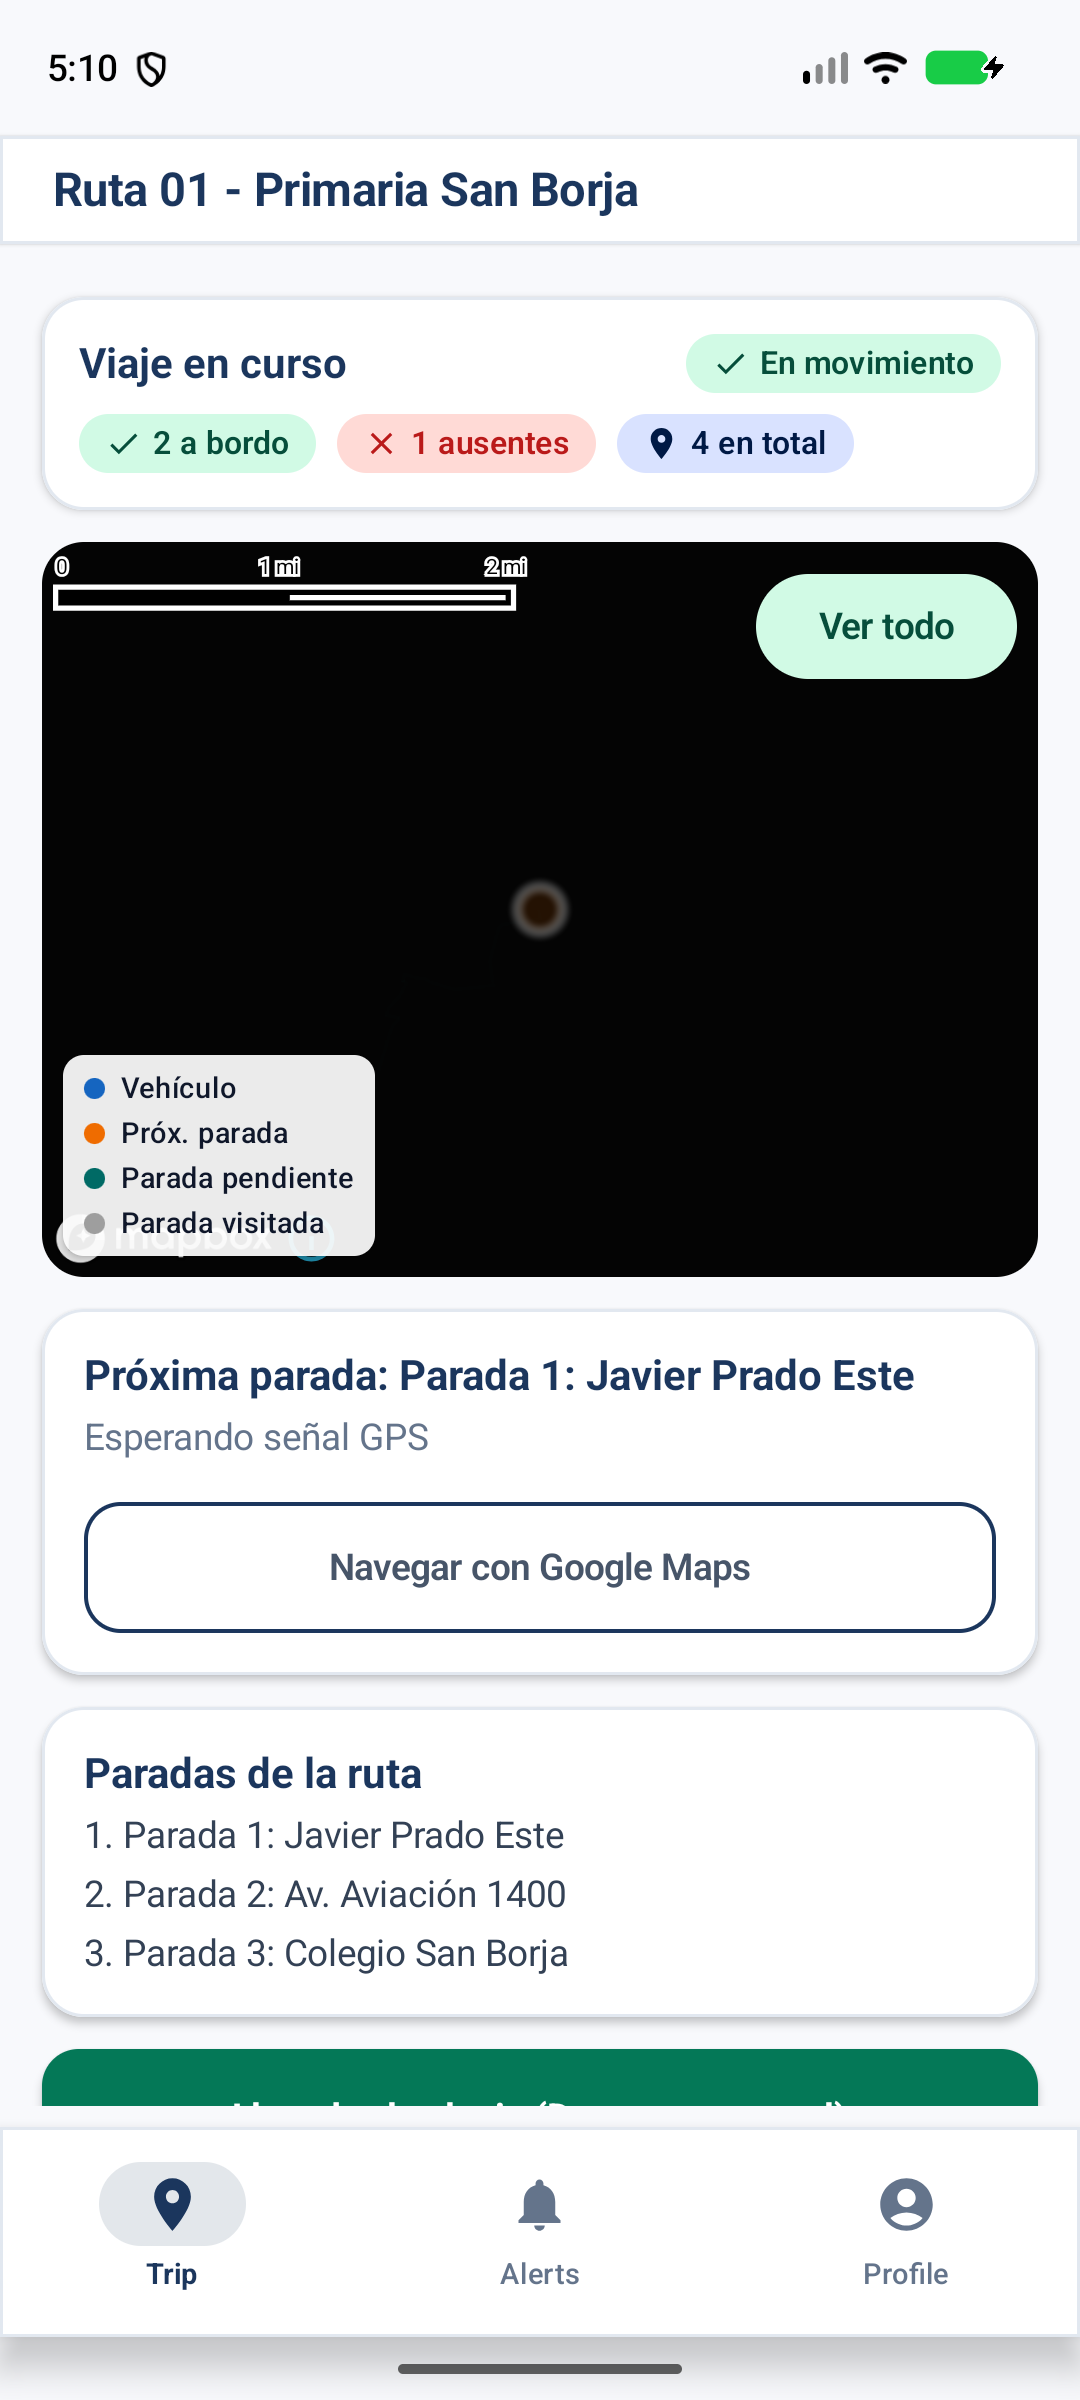 5:10
Ruta 01 - Primaria San Borja
Viaje en curso
En movimiento
2 a bordo
1 ausentes
4 en total
0 1 mi 2 mi
Ver todo
Vehículo
Próx. parada
Parada pendiente
Parada visitada
mapbox
Próxima parada: Parada 1: Javier Prado Este
Esperando señal GPS
Navegar con Google Maps
Paradas de la ruta
1. Parada 1: Javier Prado Este
2. Parada 2: Av. Aviación 1400
3. Parada 3: Colegio San Borja
Trip
Alerts
Profile